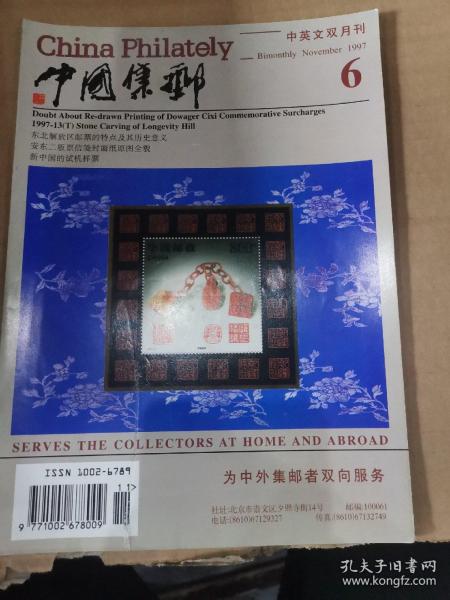 China Philately
中英文双月刊
Bimonthly November 1997
中國集郵
6
Doubt About Re-drawn Printing of Dowager Cixi Commemorative Surcharges
1997-13(T) Stone Carving of Longevity Hill
东北解放区邮票的特点及其历史意义
安东二版原信笺封面纸原图全貌
新中国的试机样票
SERVES THE COLLECTORS AT HOME AND ABROAD
ISSN 1002-6789
11>
9 771002 678009
为中外集邮者双向服务
社址:北京市崇文区夕照寺街14号 邮编:100061
电话:(8610)67129327 传真:(8610)67132749
孔夫子旧书网
www.kongfz.com